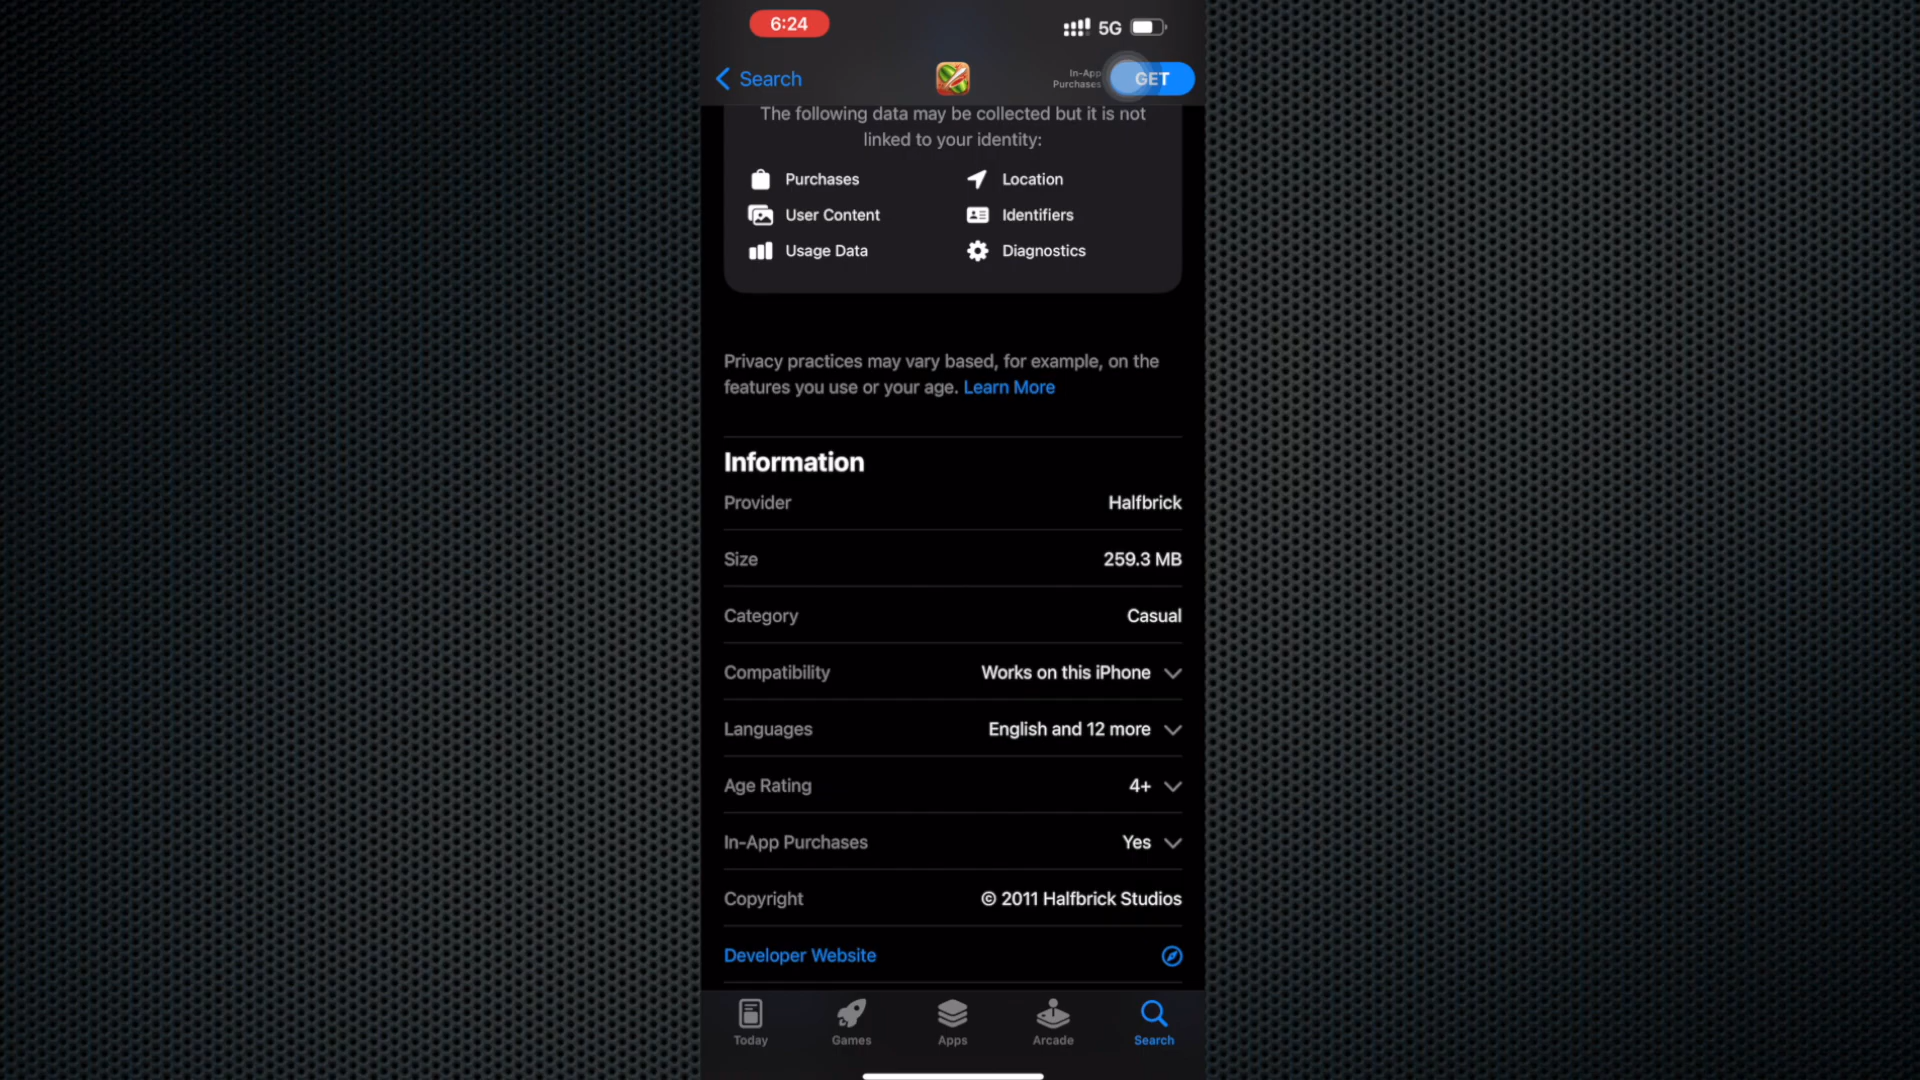 6:24
5G
Search
In-App
Purchases
GET
The following data may be collected but it is not
linked to your identity:
Purchases
Location
User Content
Identifiers
Usage Data
Diagnostics
Privacy practices may vary based, for example, on the
features you use or your age. Learn More
Information
Provider
Halfbrick
Size
259.3 MB
Category
Casual
Compatibility
Works on this iPhone
Languages
English and 12 more
Age Rating
4+
In-App Purchases
Yes
Copyright
© 2011 Halfbrick Studios
Developer Website
Today
Games
Apps
Arcade
Search